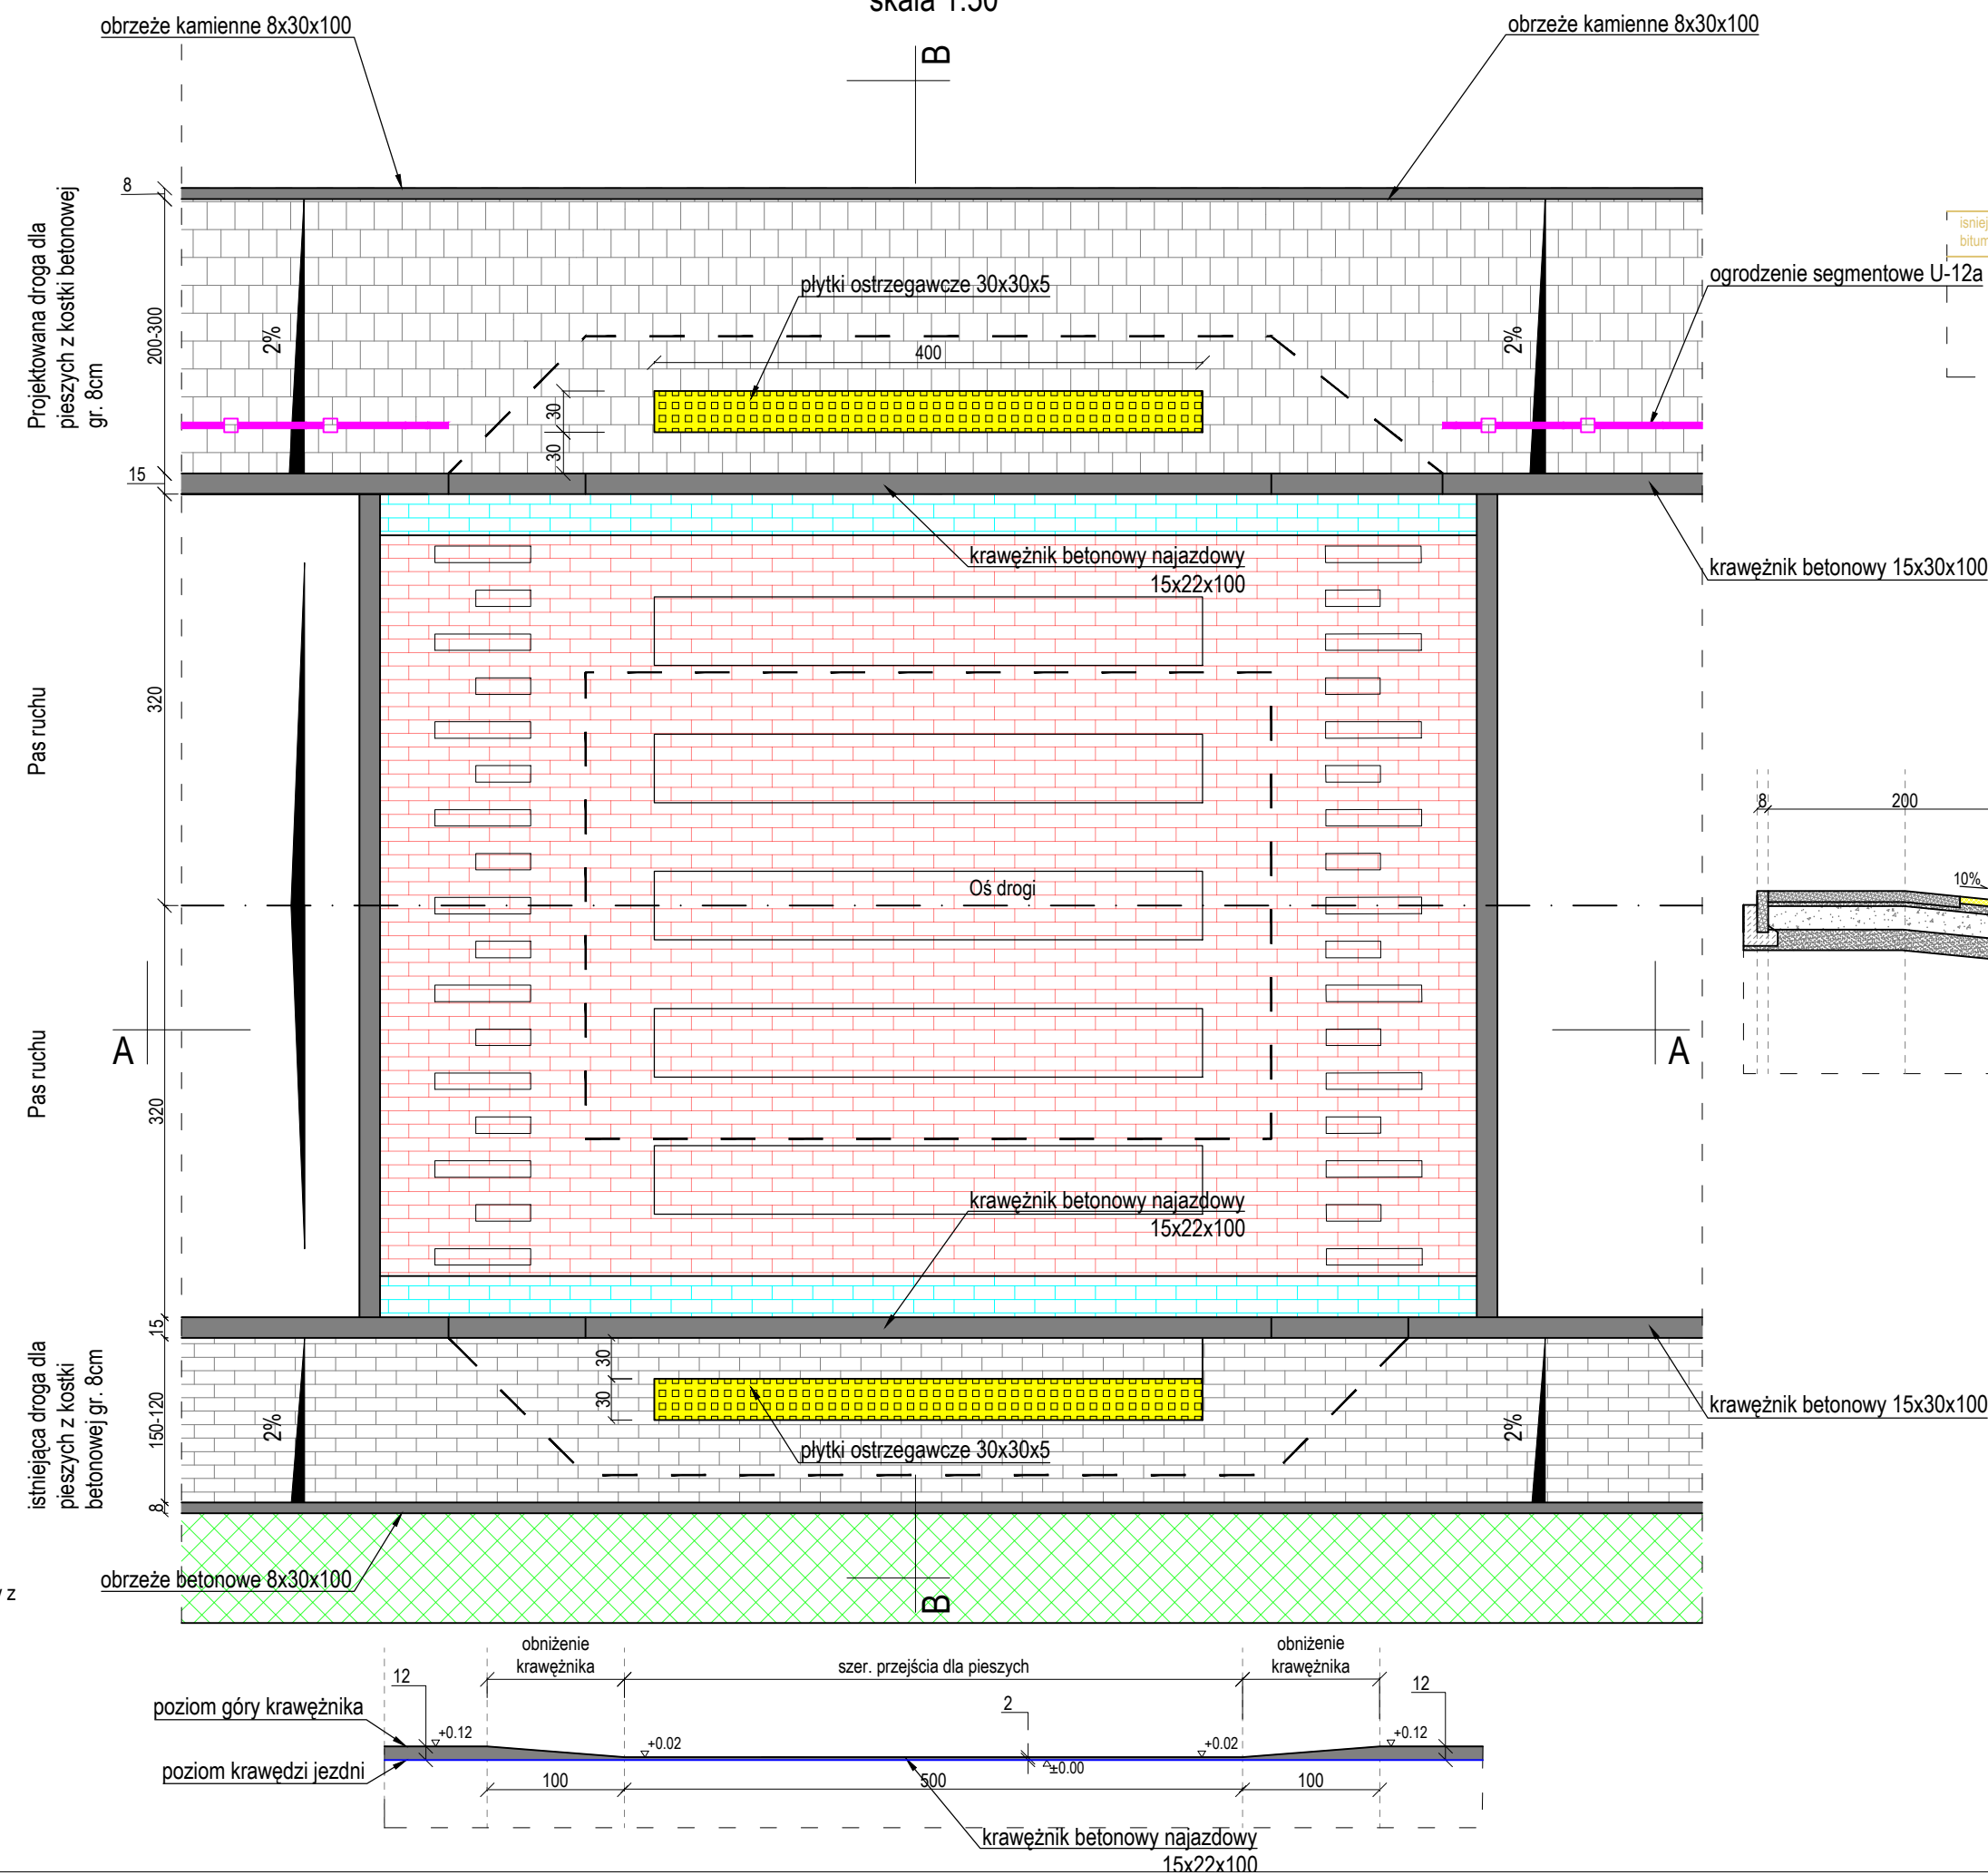 skala 1:50
obrzeże kamienne 8x30x100
obrzeże kamienne 8x30x100
B
8
Projektowana droga dla
pieszych z kostki betonowej
gr. 8cm
200-300
2%
płytki ostrzegawcze 30x30x5
400
30
30
2%
ogrodzenie segmentowe U-12a
15
krawężnik betonowy najazdowy
15x22x100
krawężnik betonowy 15x30x100
Pas ruchu
320
Oś drogi
8
200
10%
A
A
Pas ruchu
320
krawężnik betonowy najazdowy
15x22x100
15
istniejąca droga dla
pieszych z kostki
betonowej gr. 8cm
150-120
2%
30
30
płytki ostrzegawcze 30x30x5
2%
krawężnik betonowy 15x30x100
8
obrzeże betonowe 8x30x100
B
z
obniżenie
krawężnika
szer. przejścia dla pieszych
obniżenie
krawężnika
12
2
12
poziom góry krawężnika
+0.12
+0.02
+0.02
+0.12
±0.00
poziom krawędzi jezdni
100
500
100
krawężnik betonowy najazdowy
15x22x100